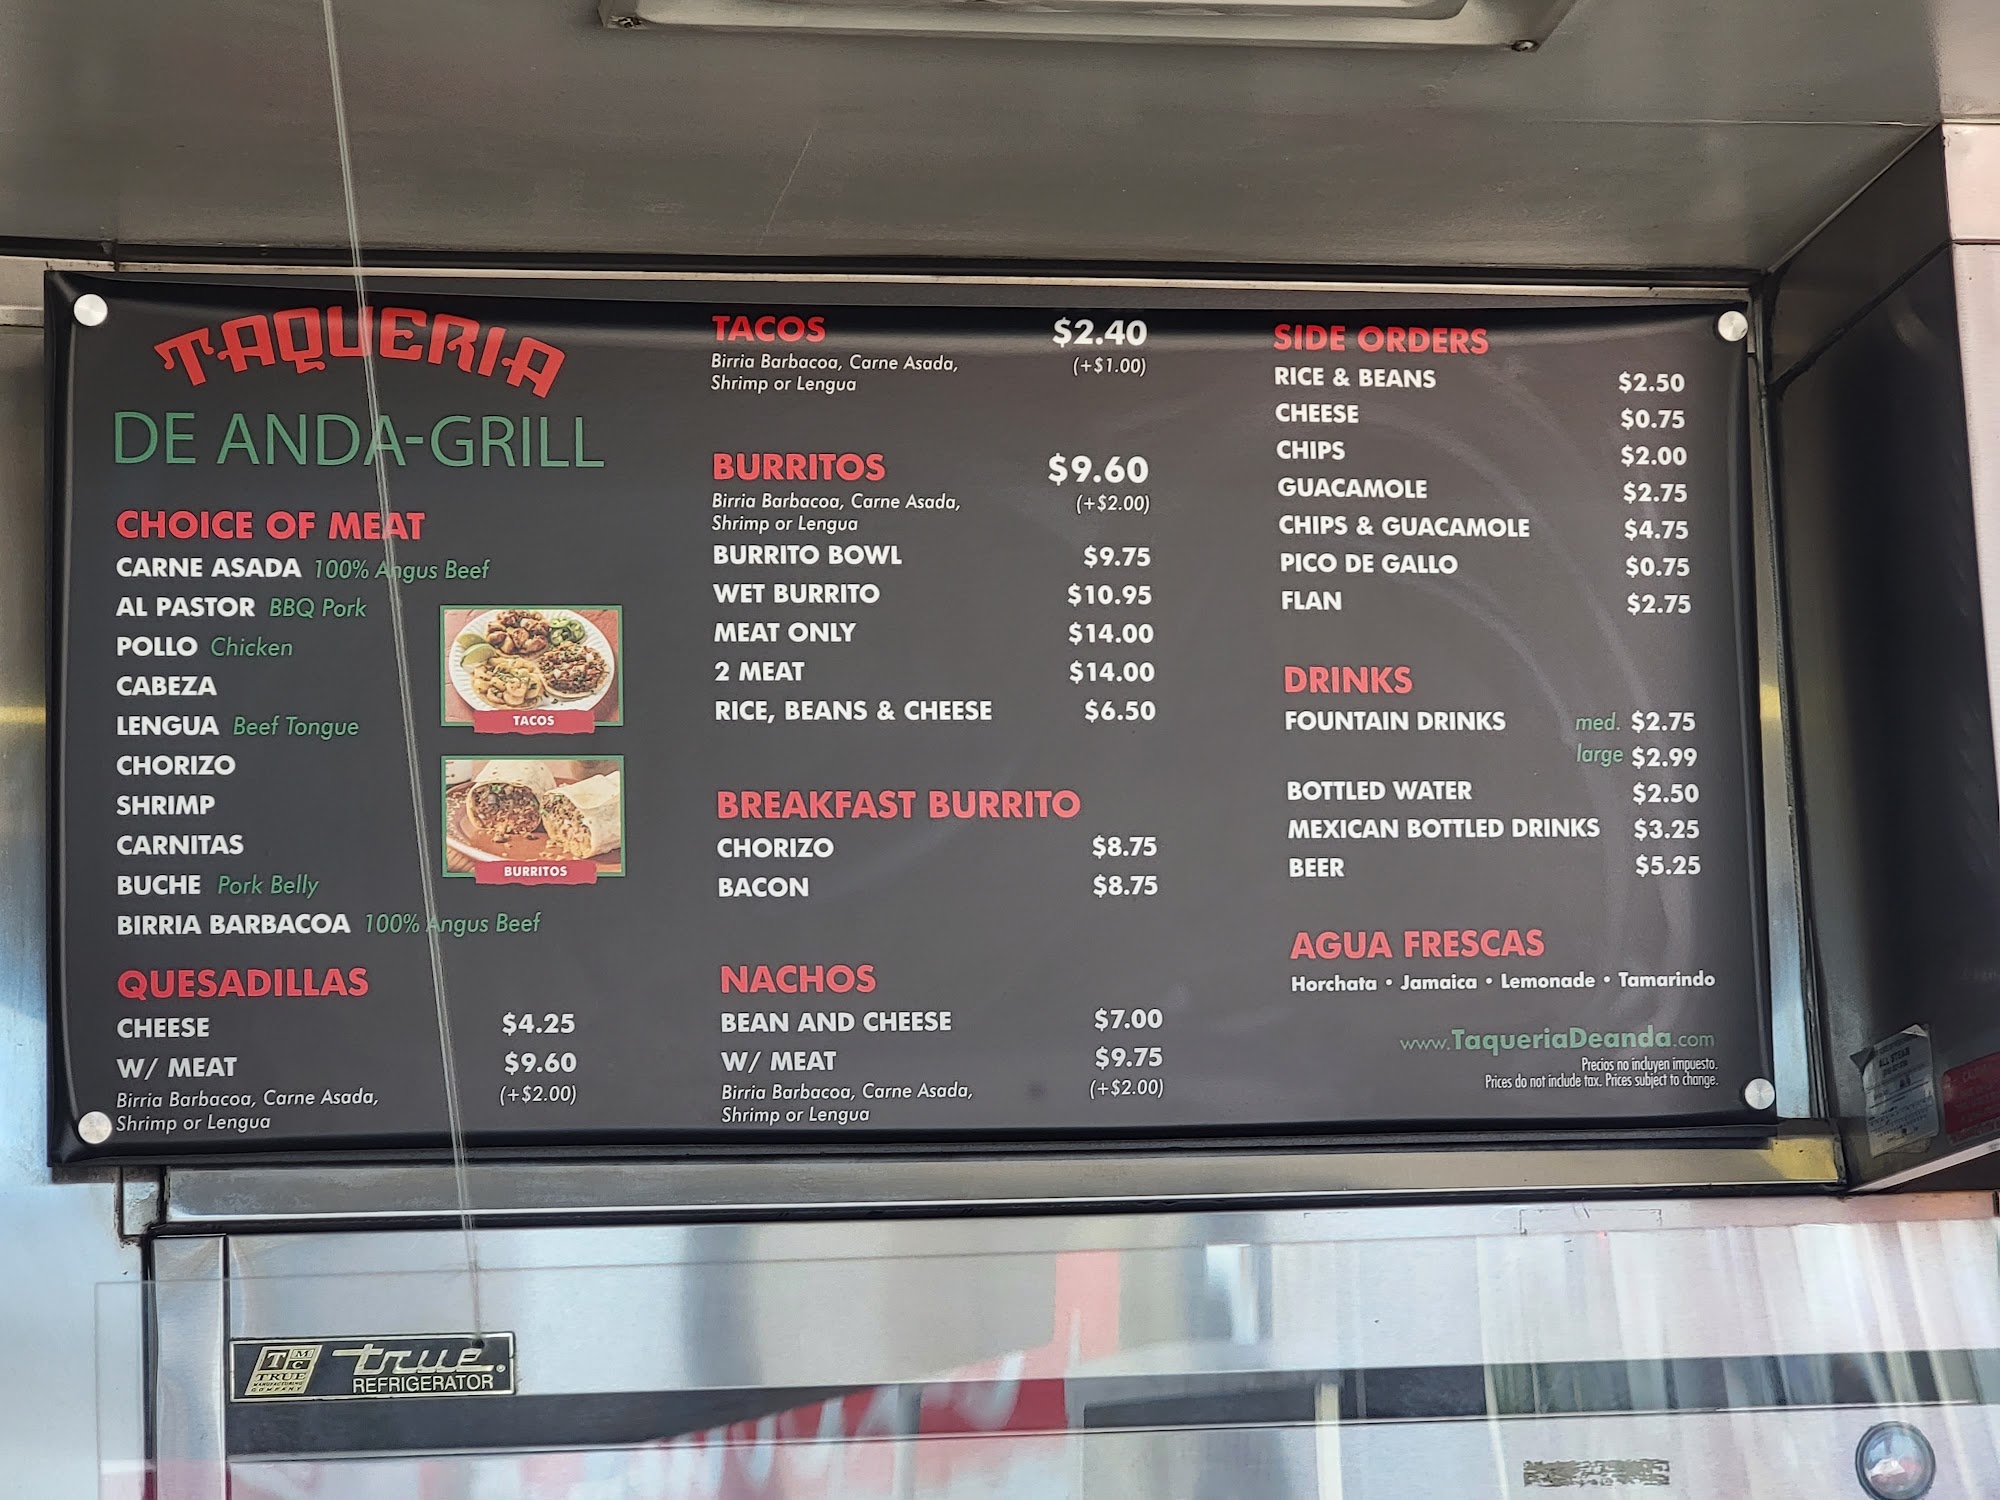 TAQUERIA
DE ANDA-GRILL
CHOICE OF MEAT
CARNE ASADA 100% Angus Beef
AL PASTOR BBQ Pork
POLLO Chicken
CABEZA
LENGUA Beef Tongue
CHORIZO
SHRIMP
CARNITAS
BUCHE Pork Belly
BIRRIA BARBACOA 100% Angus Beef
TACOS
BURRITOS
QUESADILLAS
CHEESE $4.25
W/ MEAT $9.60
Birria Barbacoa, Carne Asada, (+$2.00)
Shrimp or Lengua
TACOS $2.40
Birria Barbacoa, Carne Asada, (+$1.00)
Shrimp or Lengua
BURRITOS $9.60
Birria Barbacoa, Carne Asada, (+$2.00)
Shrimp or Lengua
BURRITO BOWL $9.75
WET BURRITO $10.95
MEAT ONLY $14.00
2 MEAT $14.00
RICE, BEANS & CHEESE $6.50
BREAKFAST BURRITO
CHORIZO $8.75
BACON $8.75
NACHOS
BEAN AND CHEESE $7.00
W/ MEAT $9.75
Birria Barbacoa, Carne Asada, (+$2.00)
Shrimp or Lengua
SIDE ORDERS
RICE & BEANS $2.50
CHEESE $0.75
CHIPS $2.00
GUACAMOLE $2.75
CHIPS & GUACAMOLE $4.75
PICO DE GALLO $0.75
FLAN $2.75
DRINKS
FOUNTAIN DRINKS med. $2.75
large $2.99
BOTTLED WATER $2.50
MEXICAN BOTTLED DRINKS $3.25
BEER $5.25
AGUA FRESCAS
Horchata • Jamaica • Lemonade • Tamarindo
www.TaqueriaDeanda.com
Precios no incluyen impuesto.
Prices do not include tax. Prices subject to change.
T M C
TRUE
MANUFACTURING
COMPANY
true®
REFRIGERATOR